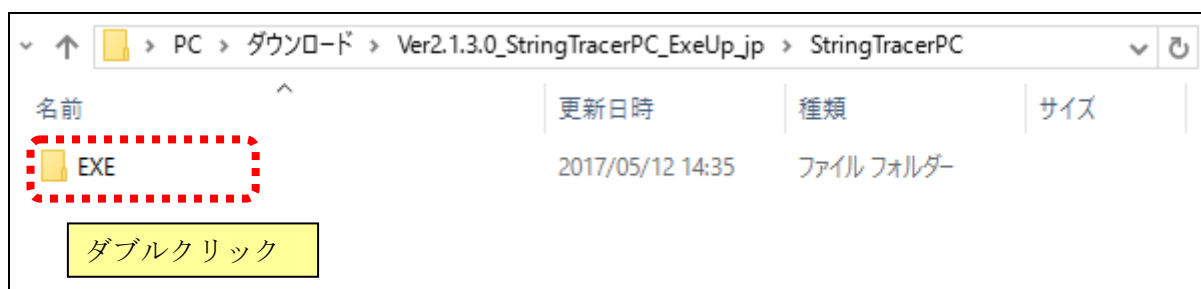 PC > ダウンロード > Ver2.1.3.0_StringTracerPC_ExeUp_jp > StringTracerPC
名前 更新日時 種類 サイズ
EXE 2017/05/12 14:35 ファイル フォルダー
ダブルクリック